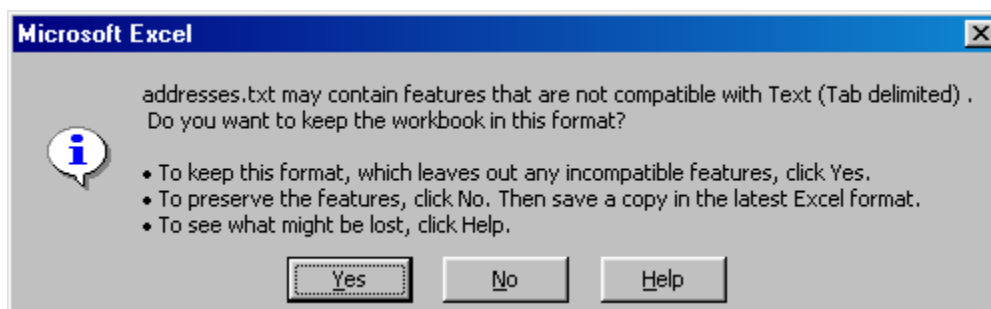 Microsoft Excel
addresses.txt may contain features that are not compatible with Text (Tab delimited) .
Do you want to keep the workbook in this format?
• To keep this format, which leaves out any incompatible features, click Yes.
• To preserve the features, click No. Then save a copy in the latest Excel format.
• To see what might be lost, click Help.
Yes No Help